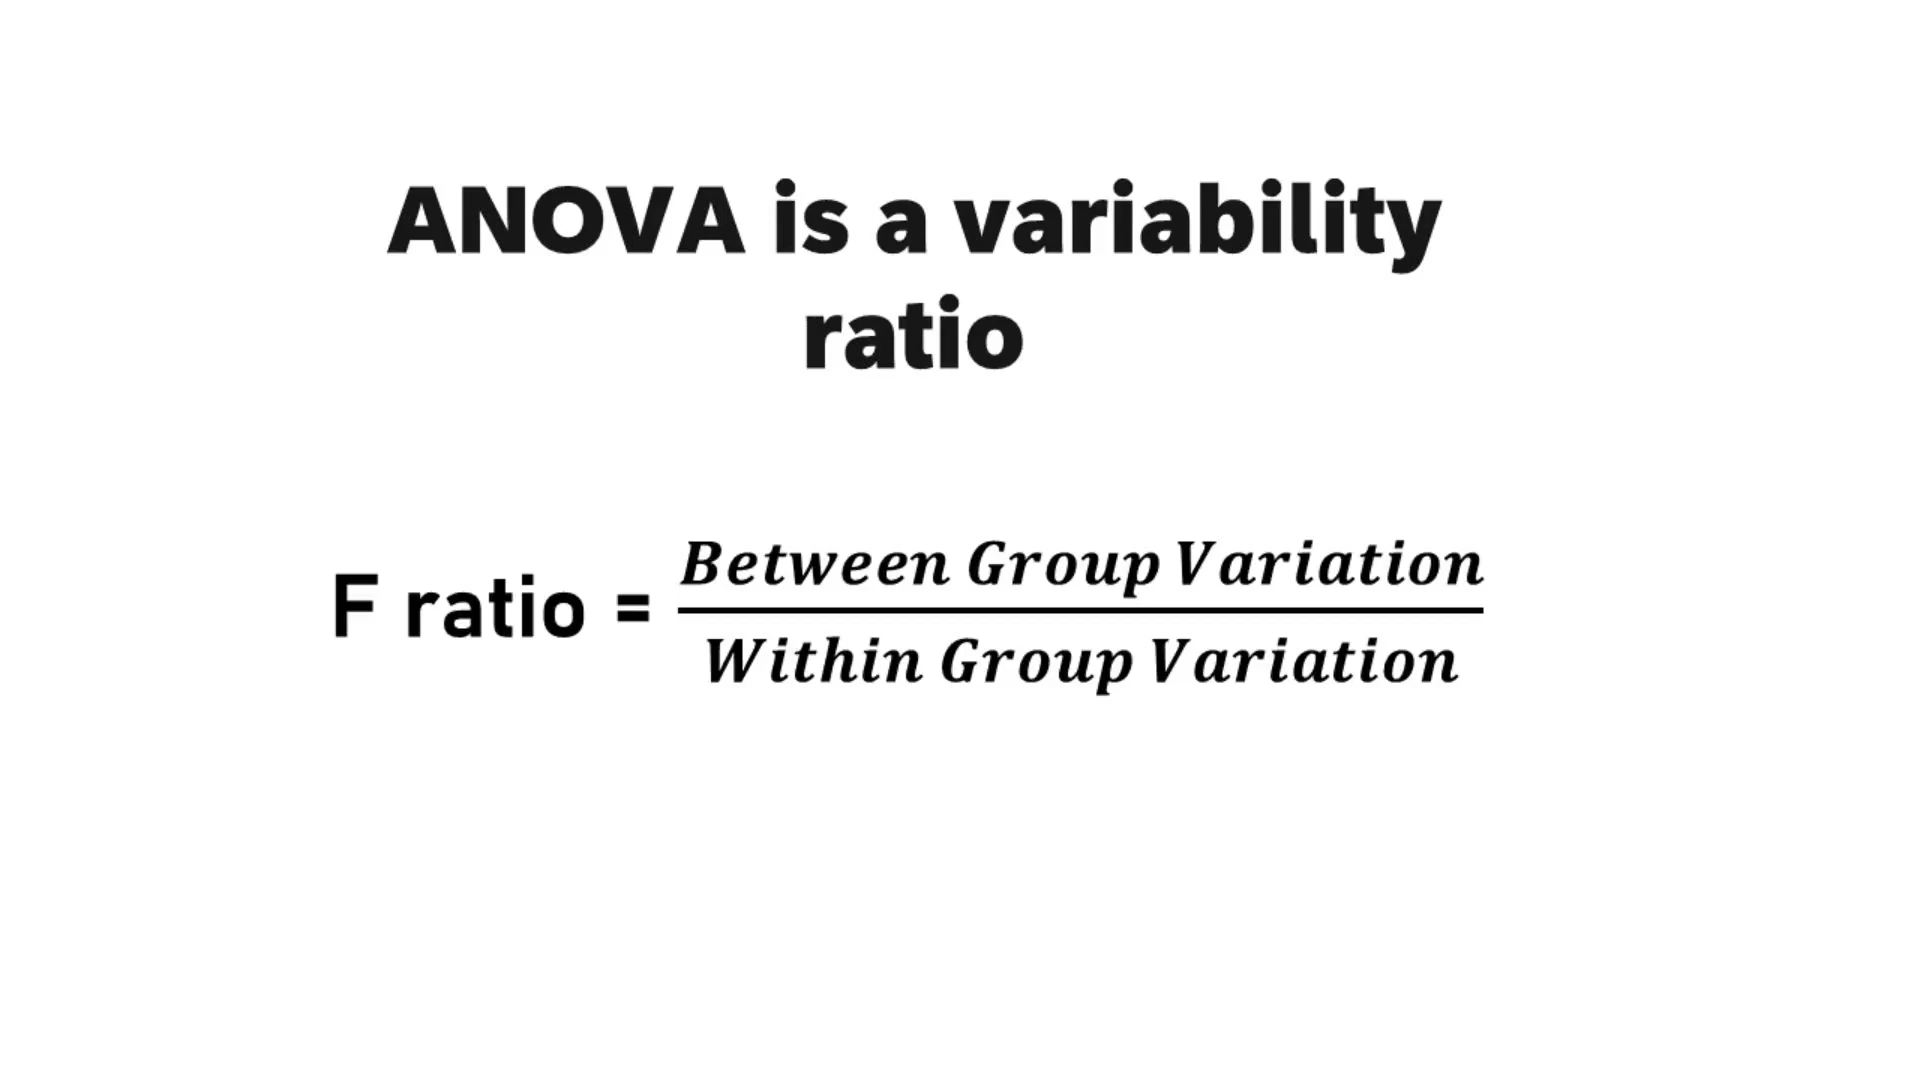 ANOVA is a variability
ratio
F ratio = Between Group Variation
Within Group Variation